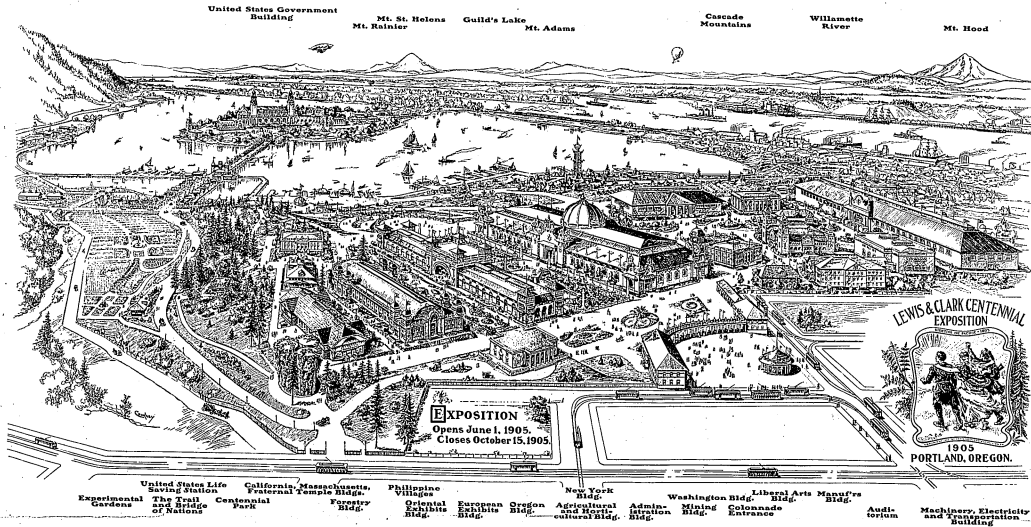 United States Government
Building
Mt. St. Helens
Mt. Rainier
Guild's Lake
Mt. Adams
Cascade
Mountains
Willamette
River
Mt. Hood
LEWIS & CLARK CENTENNIAL
EXPOSITION
1905
PORTLAND, OREGON.
EXPOSITION
Opens June 1, 1905.
Closes October 15, 1905.
Experimental
Gardens
United States Life
Saving Station
The Trail
and Bridge
of Nations
Centennial
Park
California, Massachusetts,
Fraternal Temple Bldgs.
Forestry
Bldg.
Philippine
Villages
Oriental
Exhibits
Bldg.
European
Exhibits
Bldg.
Oregon
Bldg.
New York
Bldg.
Agricultural
and Horti-
cultural Bldg.
Admin-
istration
Bldg.
Washington Bldg.
Mining
Bldg.
Colonnade
Entrance
Liberal Arts
Bldg.
Manuf'rs
Bldg.
Audi-
torium
Machinery, Electricity
and Transportation
Building